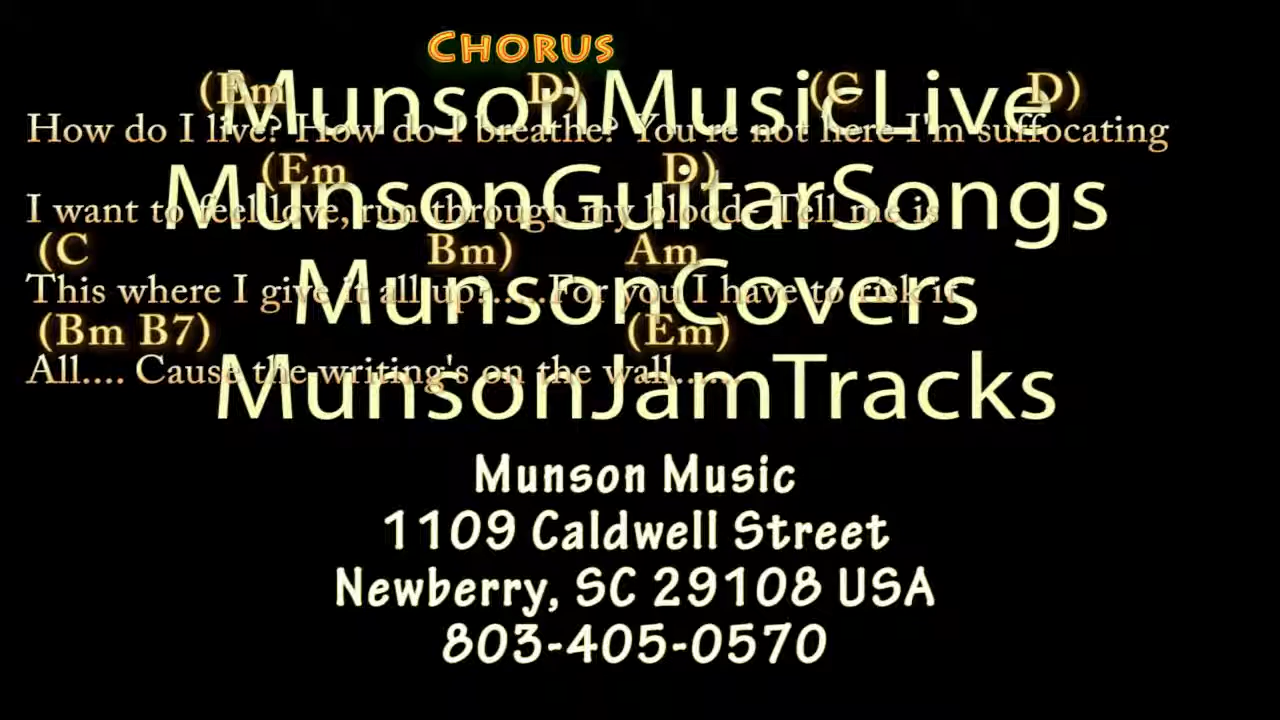 CHORUS
(Em D) (C D)
MunsonMusicLive
How do I live? How do I breathe? You're not here I'm suffocating
(Em D)
MunsonGuitarSongs
I want to feel love, run through my blood- Tell me is
(C Bm) Am
MunsonCovers
This where I give it all up?......For you I have to risk it
(Bm B7) (Em)
MunsonJamTracks
All.... Cause the writing's on the wall......
Munson Music
1109 Caldwell Street
Newberry, SC 29108 USA
803-405-0570